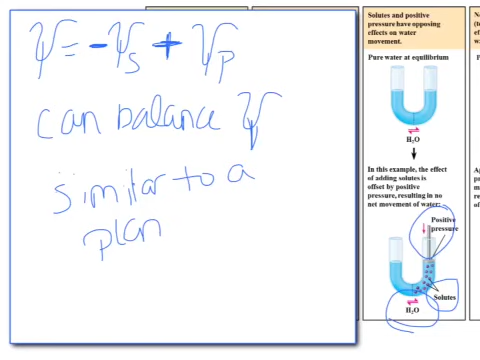 ψ = -ψs + ψp
can balance ψ
similar to a
plan
Solutes and positive
pressure have opposing
effects on water
movement.
Pure water at equilibrium
H₂O
In this example, the effect
of adding solutes is
offset by positive
pressure, resulting in no
net movement of water:
Positive
pressure
Solutes
H₂O